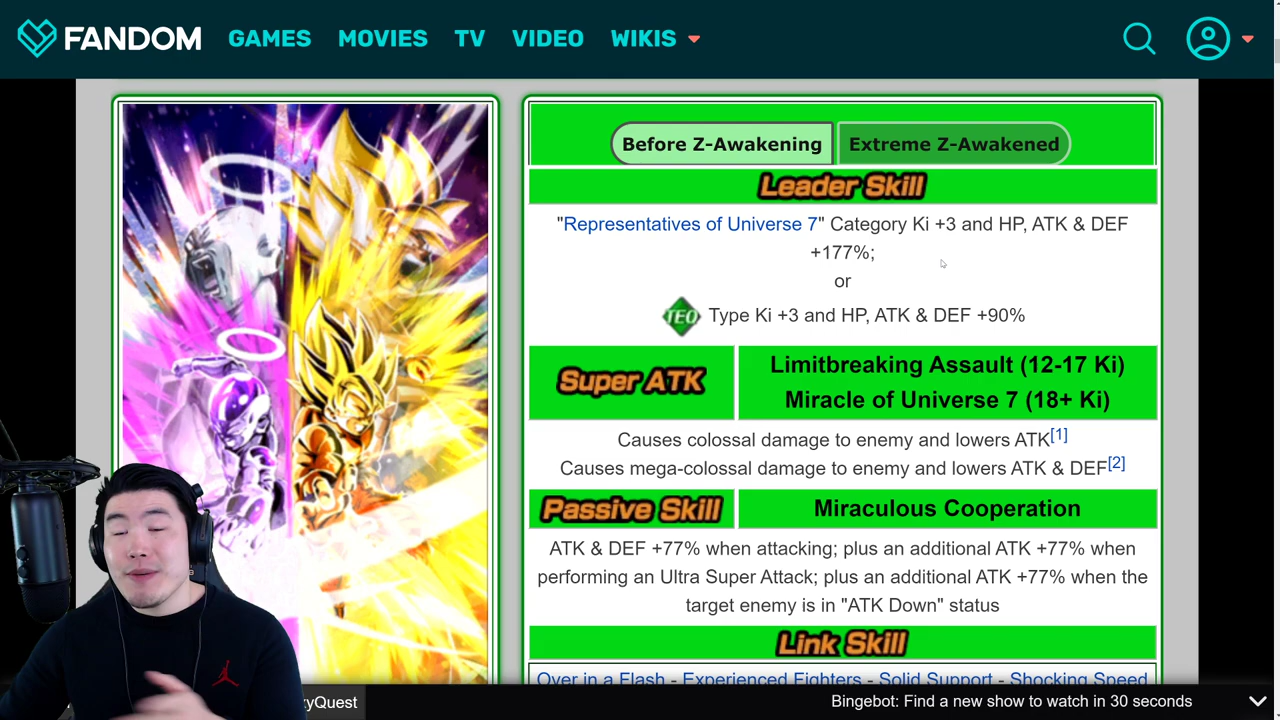 FANDOM GAMES MOVIES TV VIDEO WIKIS
Before Z-Awakening Extreme Z-Awakened
Leader Skill
"Representatives of Universe 7" Category Ki +3 and HP, ATK & DEF
+177%;
or
TEQ Type Ki +3 and HP, ATK & DEF +90%
Super ATK
Limitbreaking Assault (12-17 Ki)
Miracle of Universe 7 (18+ Ki)
Causes colossal damage to enemy and lowers ATK[1]
Causes mega-colossal damage to enemy and lowers ATK & DEF[2]
Passive Skill
Miraculous Cooperation
ATK & DEF +77% when attacking; plus an additional ATK +77% when
performing an Ultra Super Attack; plus an additional ATK +77% when the
target enemy is in "ATK Down" status
Link Skill
Over in a Flash - Experienced Fighters - Solid Support - Shocking Speed
yQuest
Bingebot: Find a new show to watch in 30 seconds